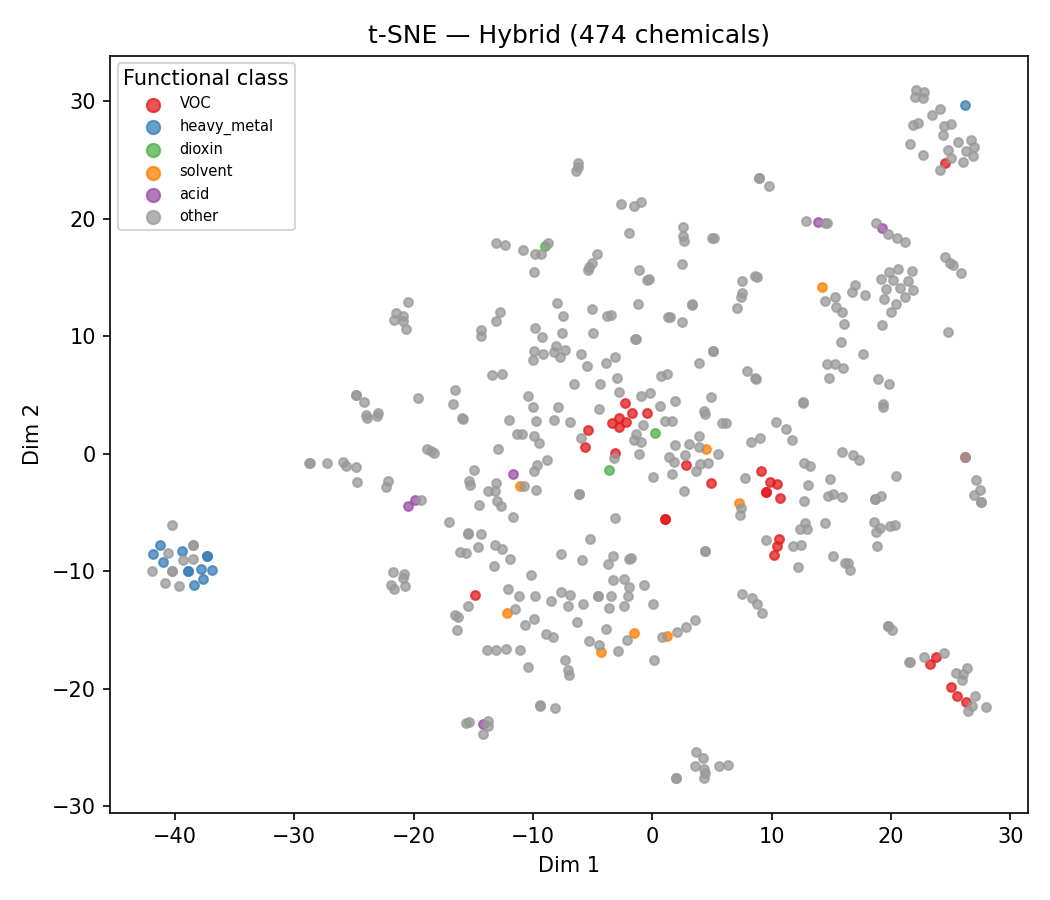 t-SNE — Hybrid (474 chemicals)
Functional class
VOC
heavy_metal
dioxin
solvent
acid
other
30
20
10
0
−10
−20
−30
Dim 2
−40 −30 −20 −10 0 10 20 30
Dim 1